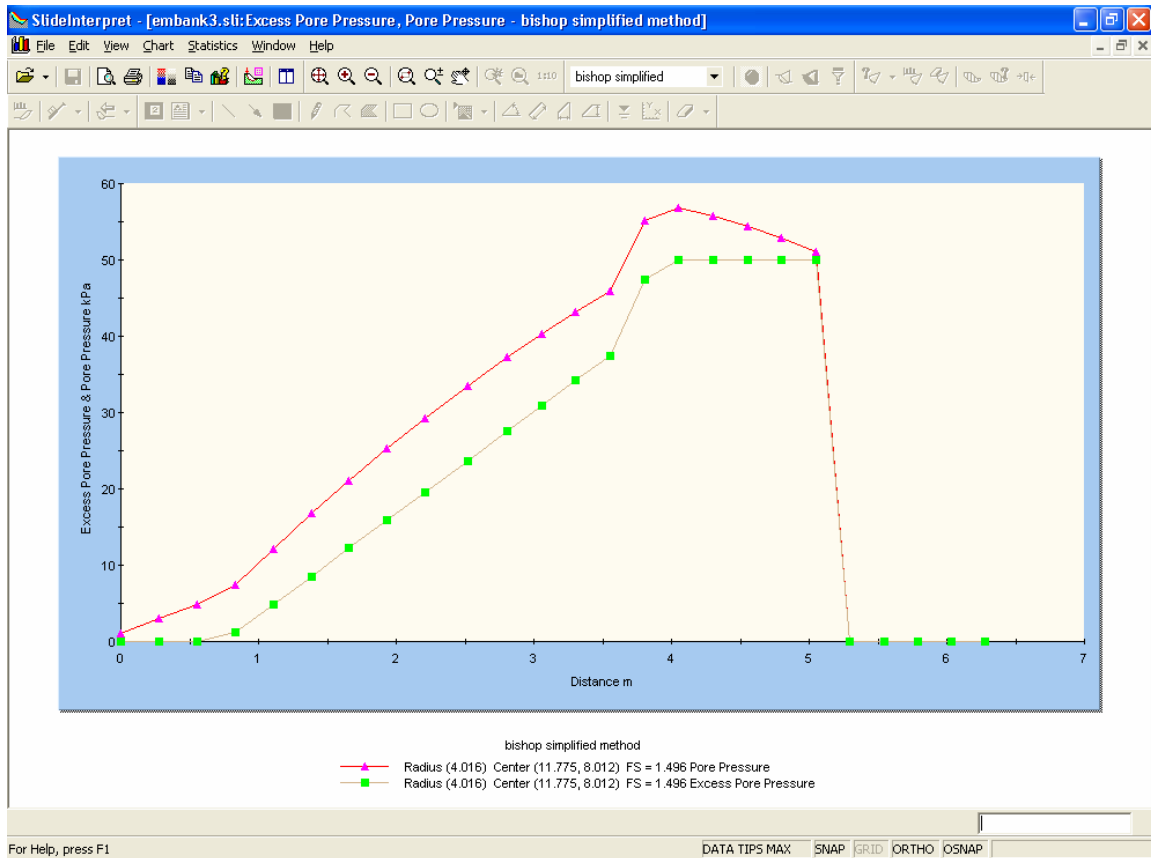 SlideInterpret - [embank3.sli:Excess Pore Pressure, Pore Pressure - bishop simplified method]
File Edit View Chart Statistics Window Help
1:10 bishop simplified
Excess Pore Pressure & Pore Pressure kPa
60
50
40
30
20
10
0
0 1 2 3 4 5 6 7
Distance m
bishop simplified method
Radius (4.016) Center (11.775, 8.012) FS = 1.496 Pore Pressure
Radius (4.016) Center (11.775, 8.012) FS = 1.496 Excess Pore Pressure
For Help, press F1 DATA TIPS MAX SNAP GRID ORTHO OSNAP